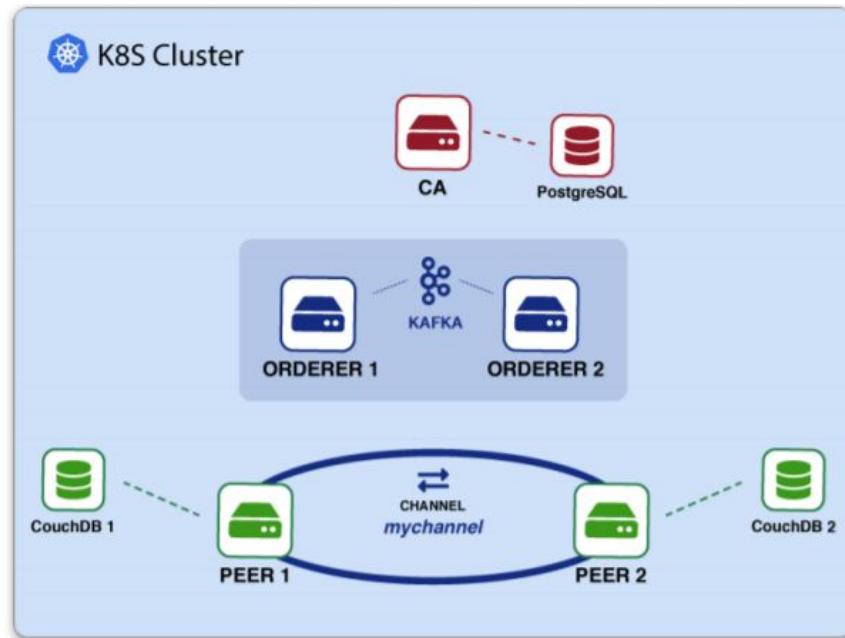 K8S Cluster
CA
PostgreSQL
KAFKA
ORDERER 1
ORDERER 2
CHANNEL
mychannel
CouchDB 1
CouchDB 2
PEER 1
PEER 2